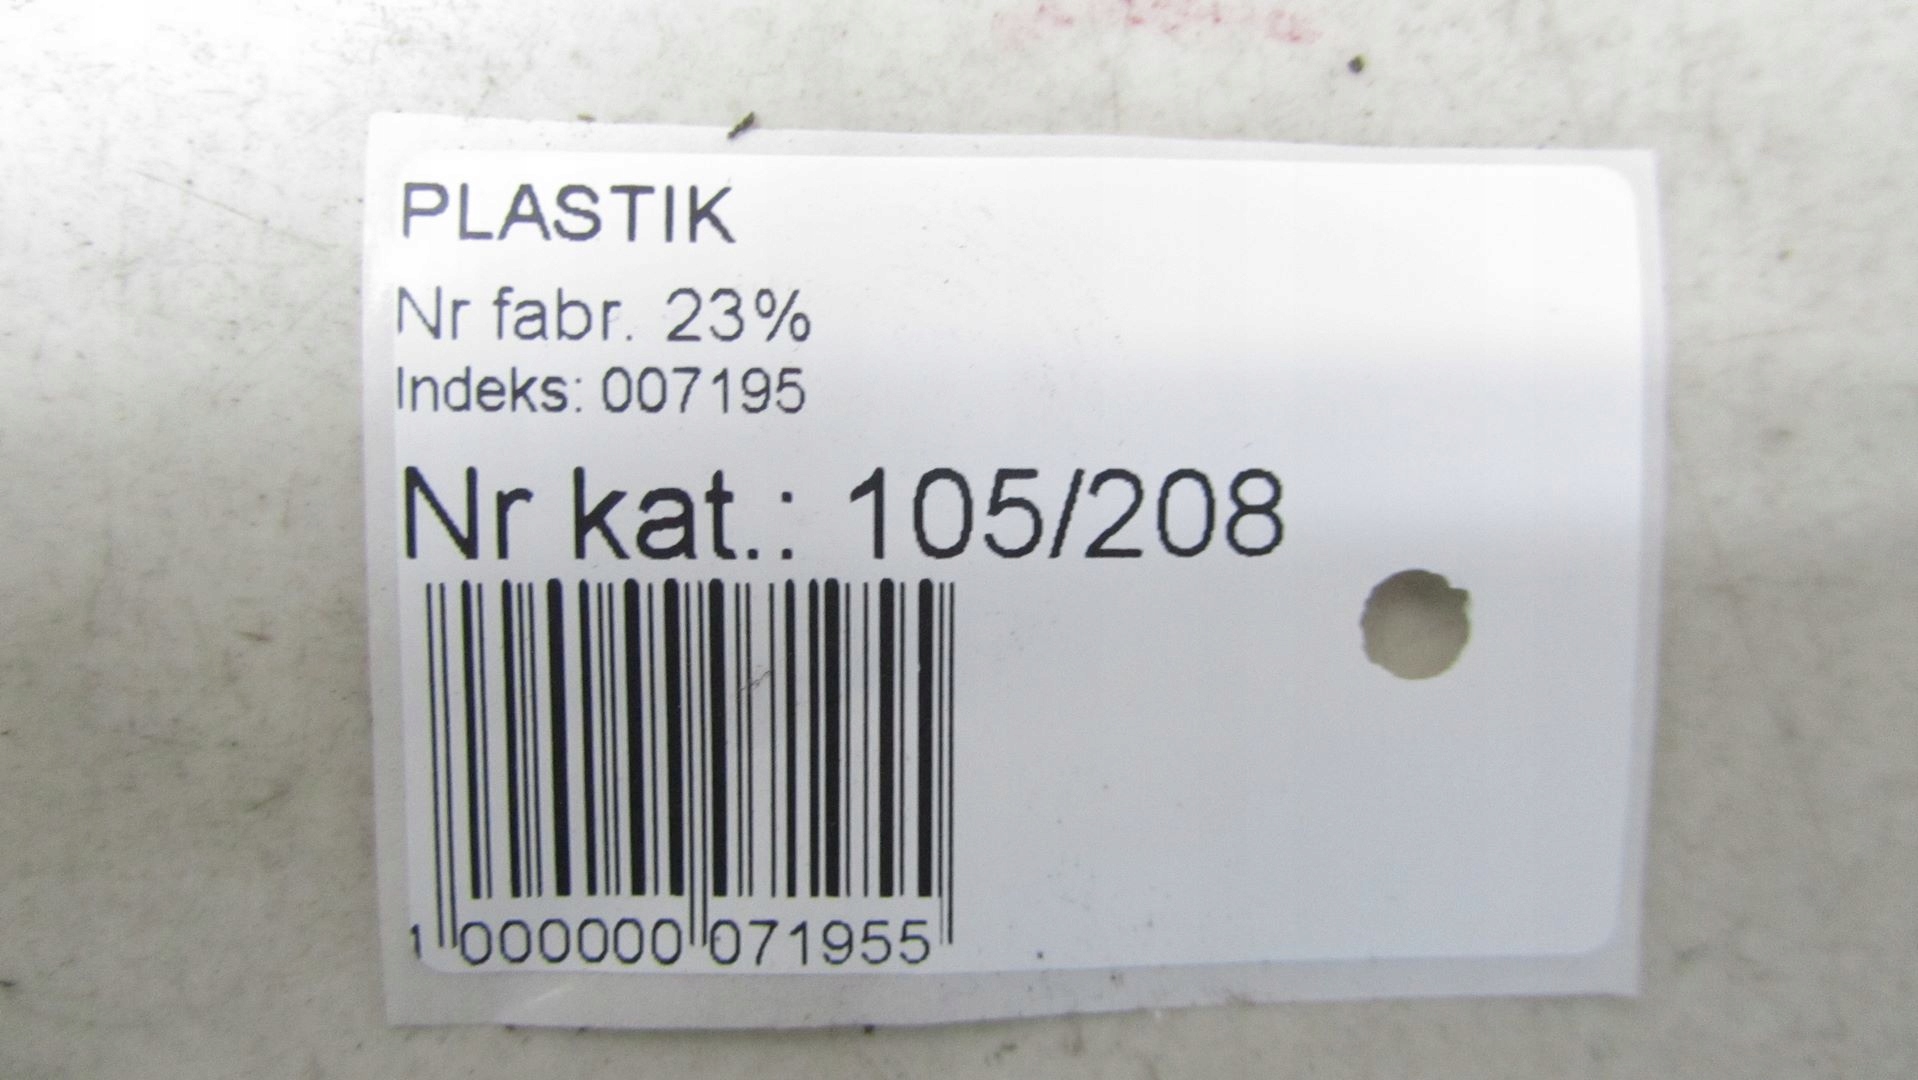 PLASTIK
Nr fabr. 23%
Indeks: 007195
Nr kat.: 105/208
1 000000 071955